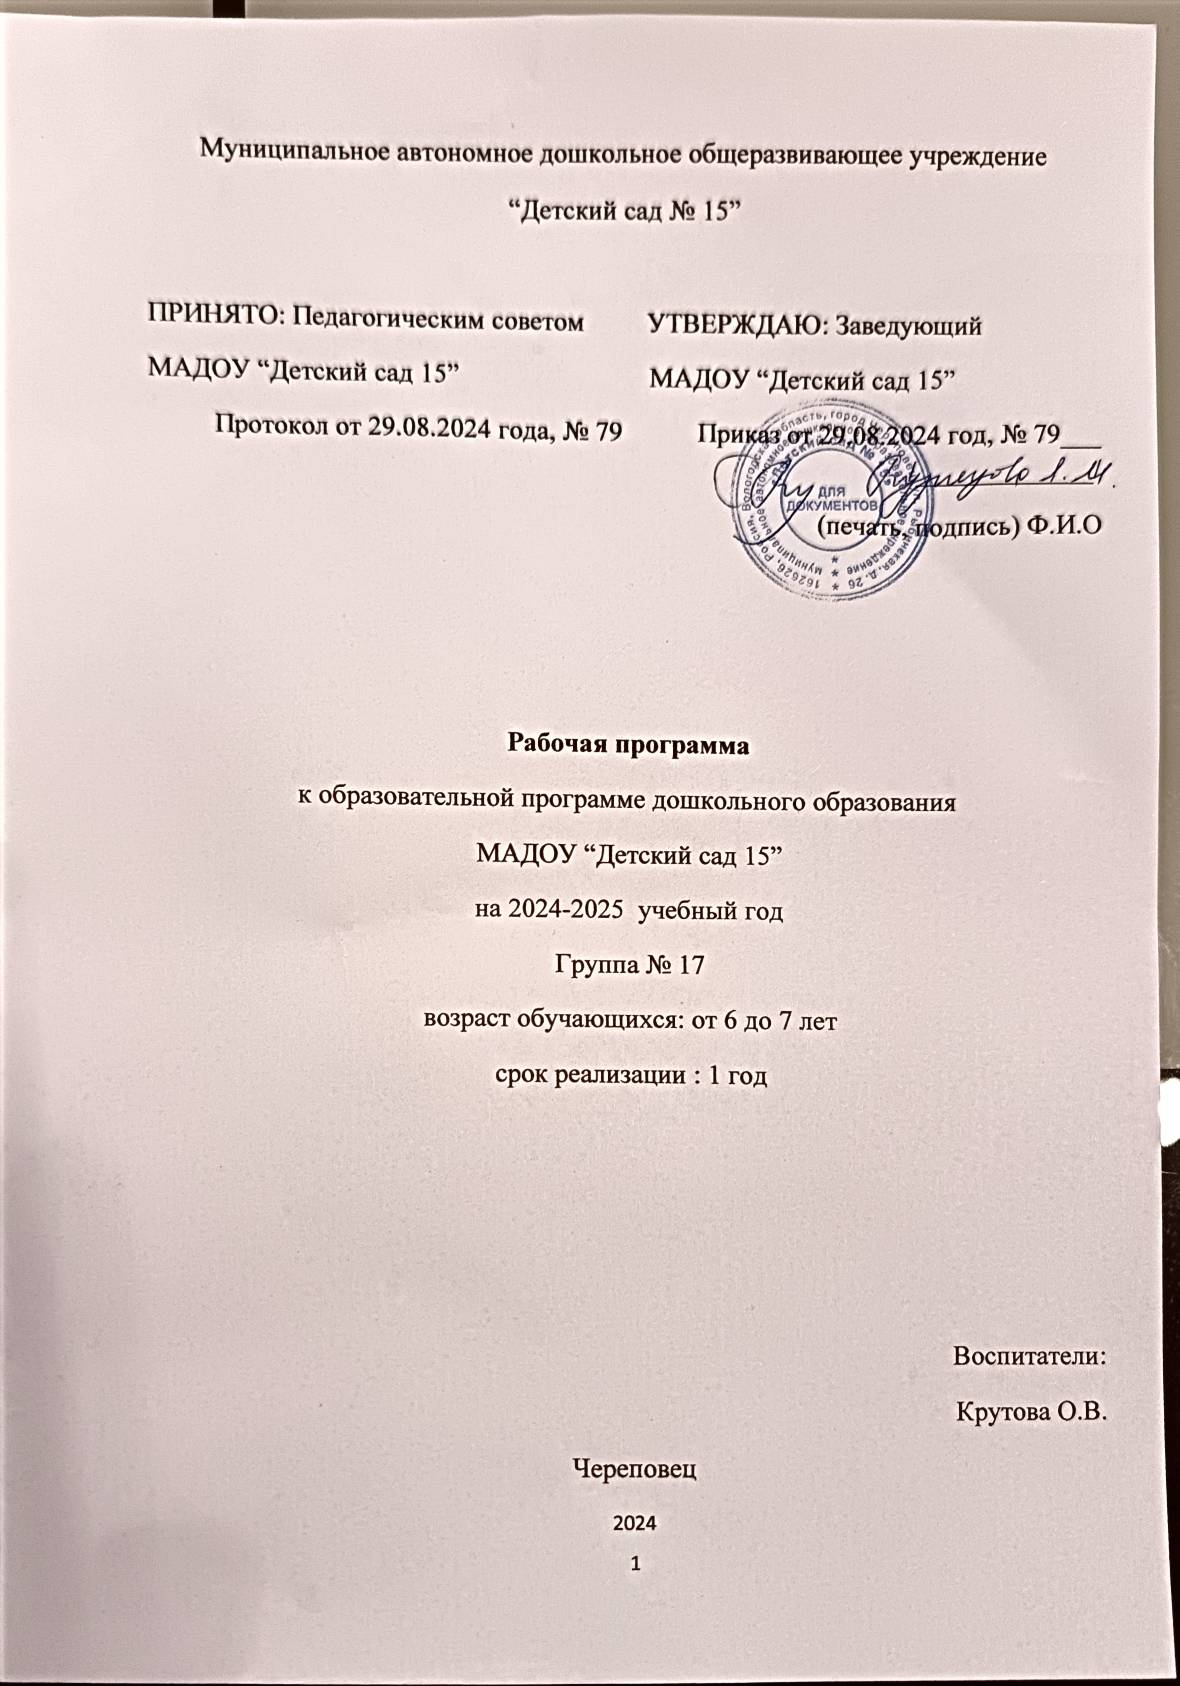 Муниципальное автономное дошкольное общеразвивающее учреждение
“Детский сад № 15”
ПРИНЯТО: Педагогическим советом
МАДОУ “Детский сад 15”
Протокол от 29.08.2024 года, № 79
УТВЕРЖДАЮ: Заведующий
МАДОУ “Детский сад 15”
Приказ от 29.08.2024 год, № 79___
(печать, подпись) Ф.И.О
ДЛЯ
ДОКУМЕНТОВ
Рабочая программа
к образовательной программе дошкольного образования
МАДОУ “Детский сад 15”
на 2024-2025 учебный год
Группа № 17
возраст обучающихся: от 6 до 7 лет
срок реализации : 1 год
Воспитатели:
Крутова О.В.
Череповец
2024
1